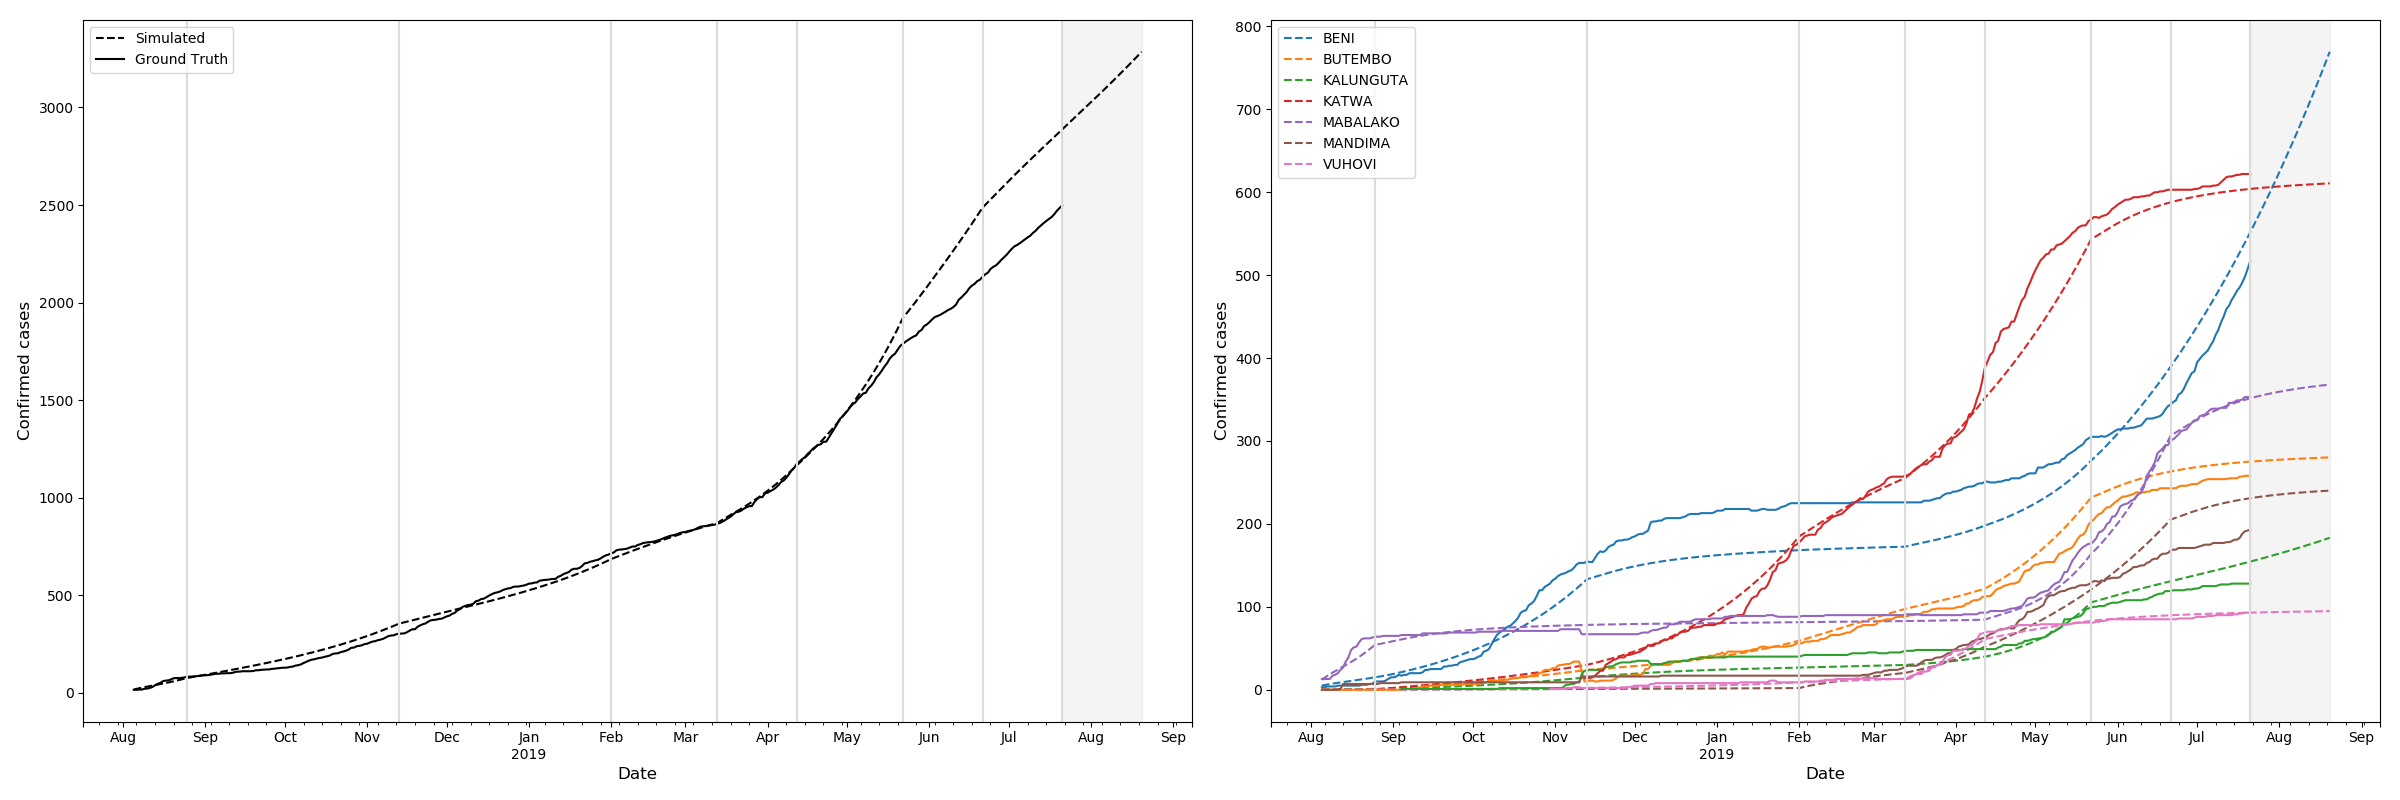 Simulated
Ground Truth
3000
2500
2000
1500
1000
500
0
Confirmed cases
Aug Sep Oct Nov Dec Jan Feb Mar Apr May Jun Jul Aug Sep
2019
Date
BENI
BUTEMBO
KALUNGUTA
KATWA
MABALAKO
MANDIMA
VUHOVI
800
700
600
500
400
300
200
100
0
Confirmed cases
Aug Sep Oct Nov Dec Jan Feb Mar Apr May Jun Jul Aug Sep
2019
Date